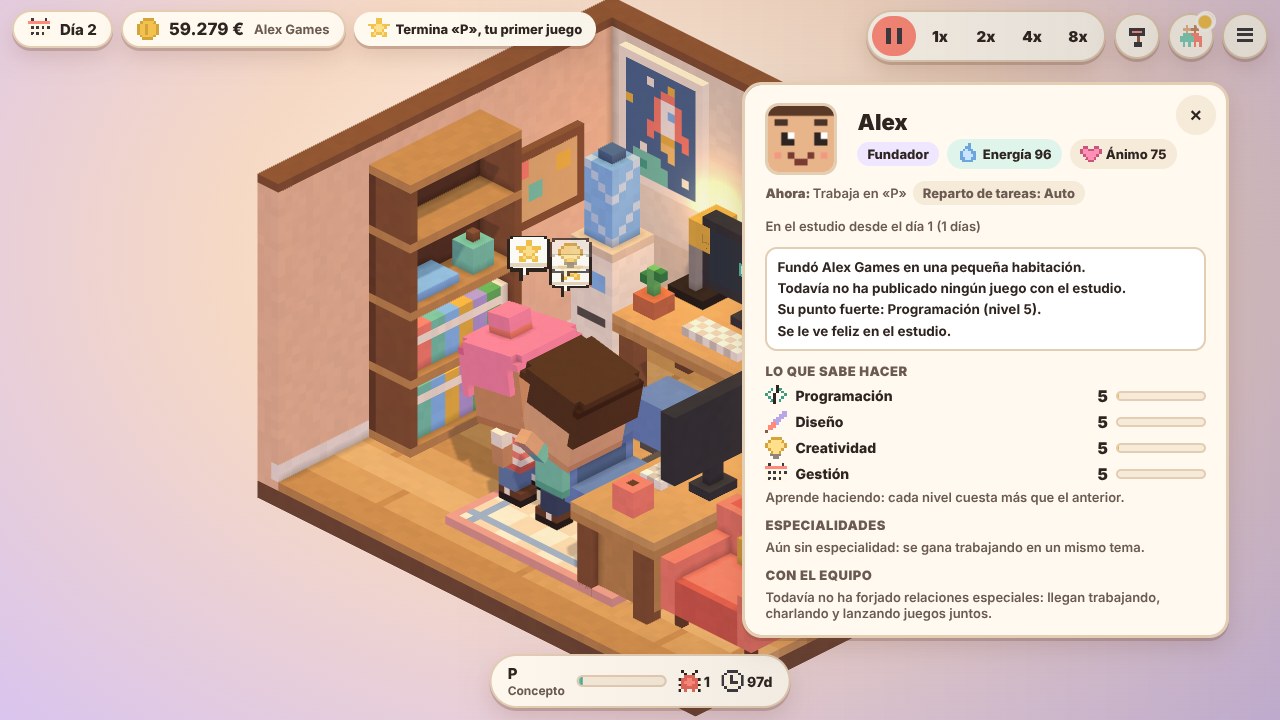 Día 2
59.279 € Alex Games
Termina «P», tu primer juego
1x 2x 4x 8x
Alex
Fundador
Energía 96
Ánimo 75
Ahora: Trabaja en «P»
Reparto de tareas: Auto
En el estudio desde el día 1 (1 días)
Fundó Alex Games en una pequeña habitación.
Todavía no ha publicado ningún juego con el estudio.
Su punto fuerte: Programación (nivel 5).
Se le ve feliz en el estudio.
LO QUE SABE HACER
Programación 5
Diseño 5
Creatividad 5
Gestión 5
Aprende haciendo: cada nivel cuesta más que el anterior.
ESPECIALIDADES
Aún sin especialidad: se gana trabajando en un mismo tema.
CON EL EQUIPO
Todavía no ha forjado relaciones especiales: llegan trabajando,
charlando y lanzando juegos juntos.
P
Concepto
1
97d